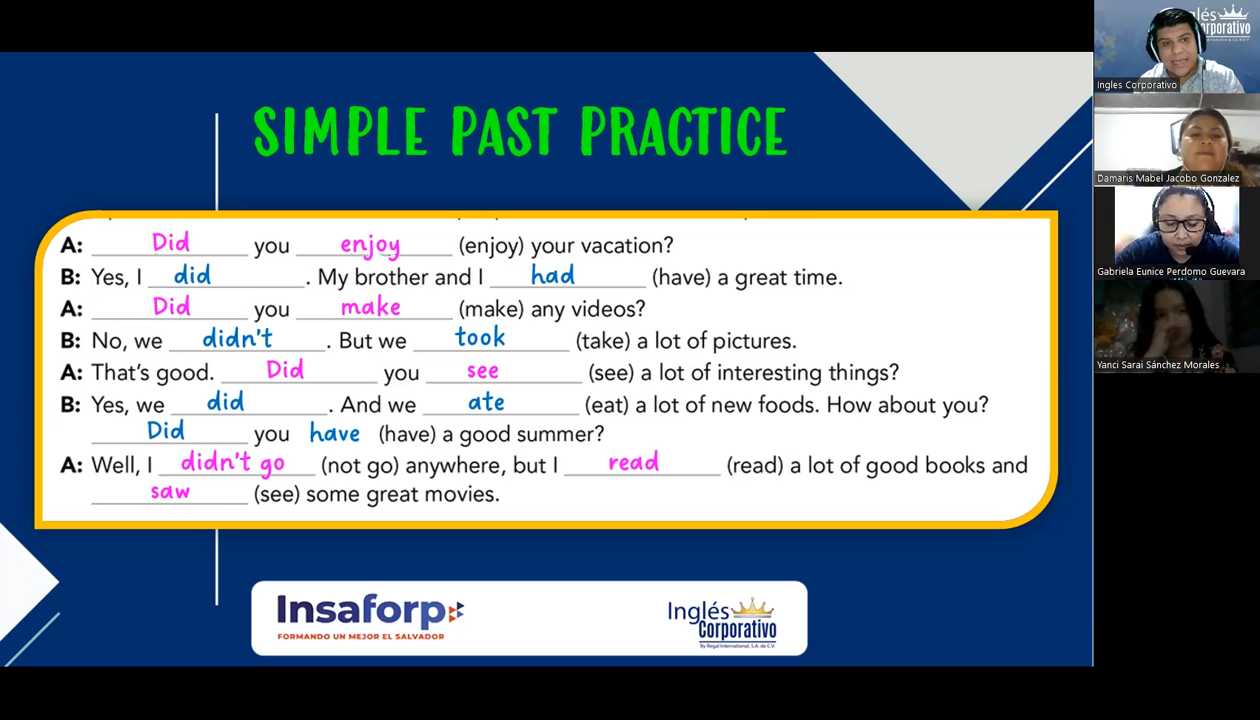 SIMPLE PAST PRACTICE
A: Did you enjoy (enjoy) your vacation?
B: Yes, I did. My brother and I had (have) a great time.
A: Did you make (make) any videos?
B: No, we didn't. But we took (take) a lot of pictures.
A: That's good. Did you see (see) a lot of interesting things?
B: Yes, we did. And we ate (eat) a lot of new foods. How about you?
Did you have (have) a good summer?
A: Well, I didn't go (not go) anywhere, but I read (read) a lot of good books and
saw (see) some great movies.
Insaforp
FORMANDO UN MEJOR EL SALVADOR
Inglés
Corporativo
By Regal International, S.A. de C.V.
Ingles Corporativo
Damaris Mabel Jacobo Gonzalez
Gabriela Eunice Perdomo Guevara
Yanci Sarai Sánchez Morales